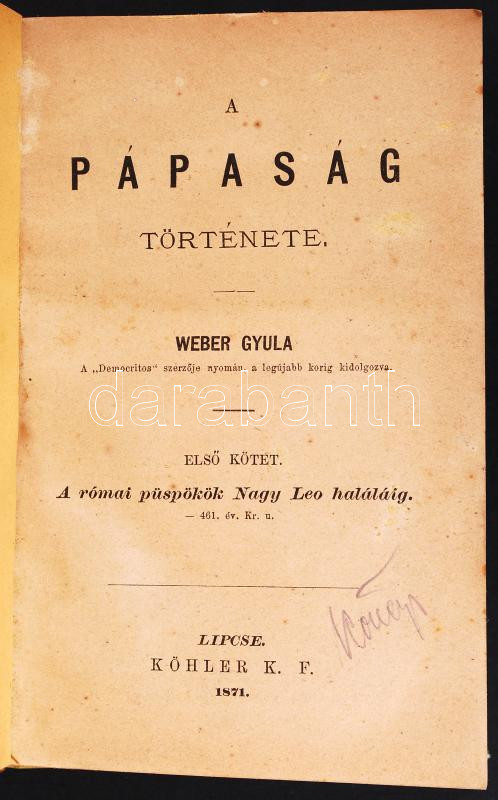 A
PÁPASÁG
TÖRTÉNETE.
WEBER GYULA
A „Democritos“ szerzője nyomán, a legújabb korig kidolgozva.
darabanth
ELSŐ KÖTET.
A római püspökök Nagy Leo haláláig.
— 461. év. Kr. u.
LIPCSE.
KÖHLER K. F.
1871.